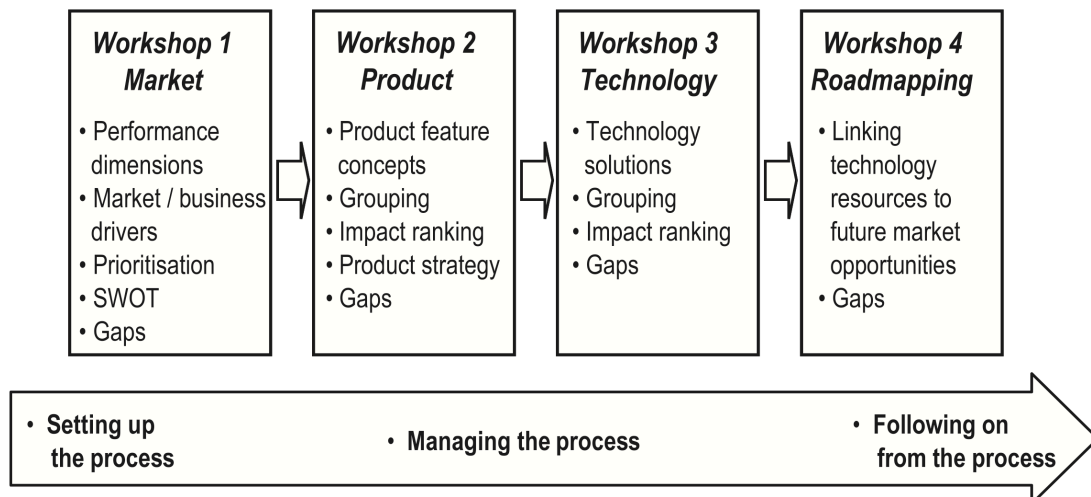 Workshop 1
Market
• Performance
dimensions
• Market / business
drivers
• Prioritisation
• SWOT
• Gaps
Workshop 2
Product
• Product feature
concepts
• Grouping
• Impact ranking
• Product strategy
• Gaps
Workshop 3
Technology
• Technology
solutions
• Grouping
• Impact ranking
• Gaps
Workshop 4
Roadmapping
• Linking
technology
resources to
future market
opportunities
• Gaps
• Setting up
the process
• Managing the process
• Following on
from the process